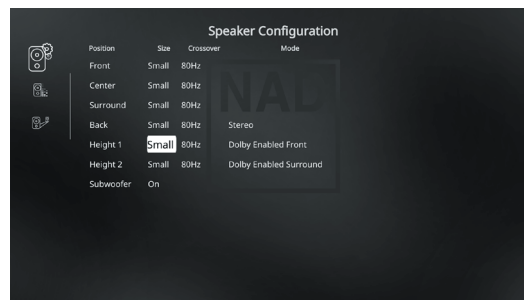 Speaker Configuration
Position Size Crossover Mode
Front Small 80Hz
Center Small 80Hz
Surround Small 80Hz
Back Small 80Hz Stereo
Height 1 Small 80Hz Dolby Enabled Front
Height 2 Small 80Hz Dolby Enabled Surround
Subwoofer On
NAD